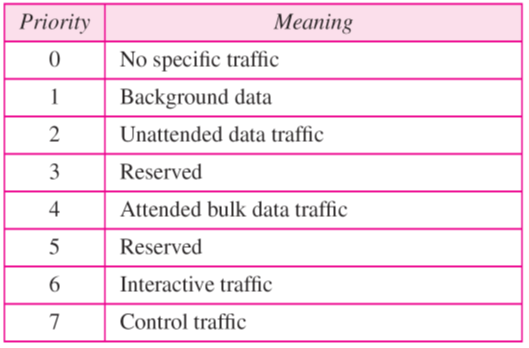 Priority Meaning
0 No specific traffic
1 Background data
2 Unattended data traffic
3 Reserved
4 Attended bulk data traffic
5 Reserved
6 Interactive traffic
7 Control traffic